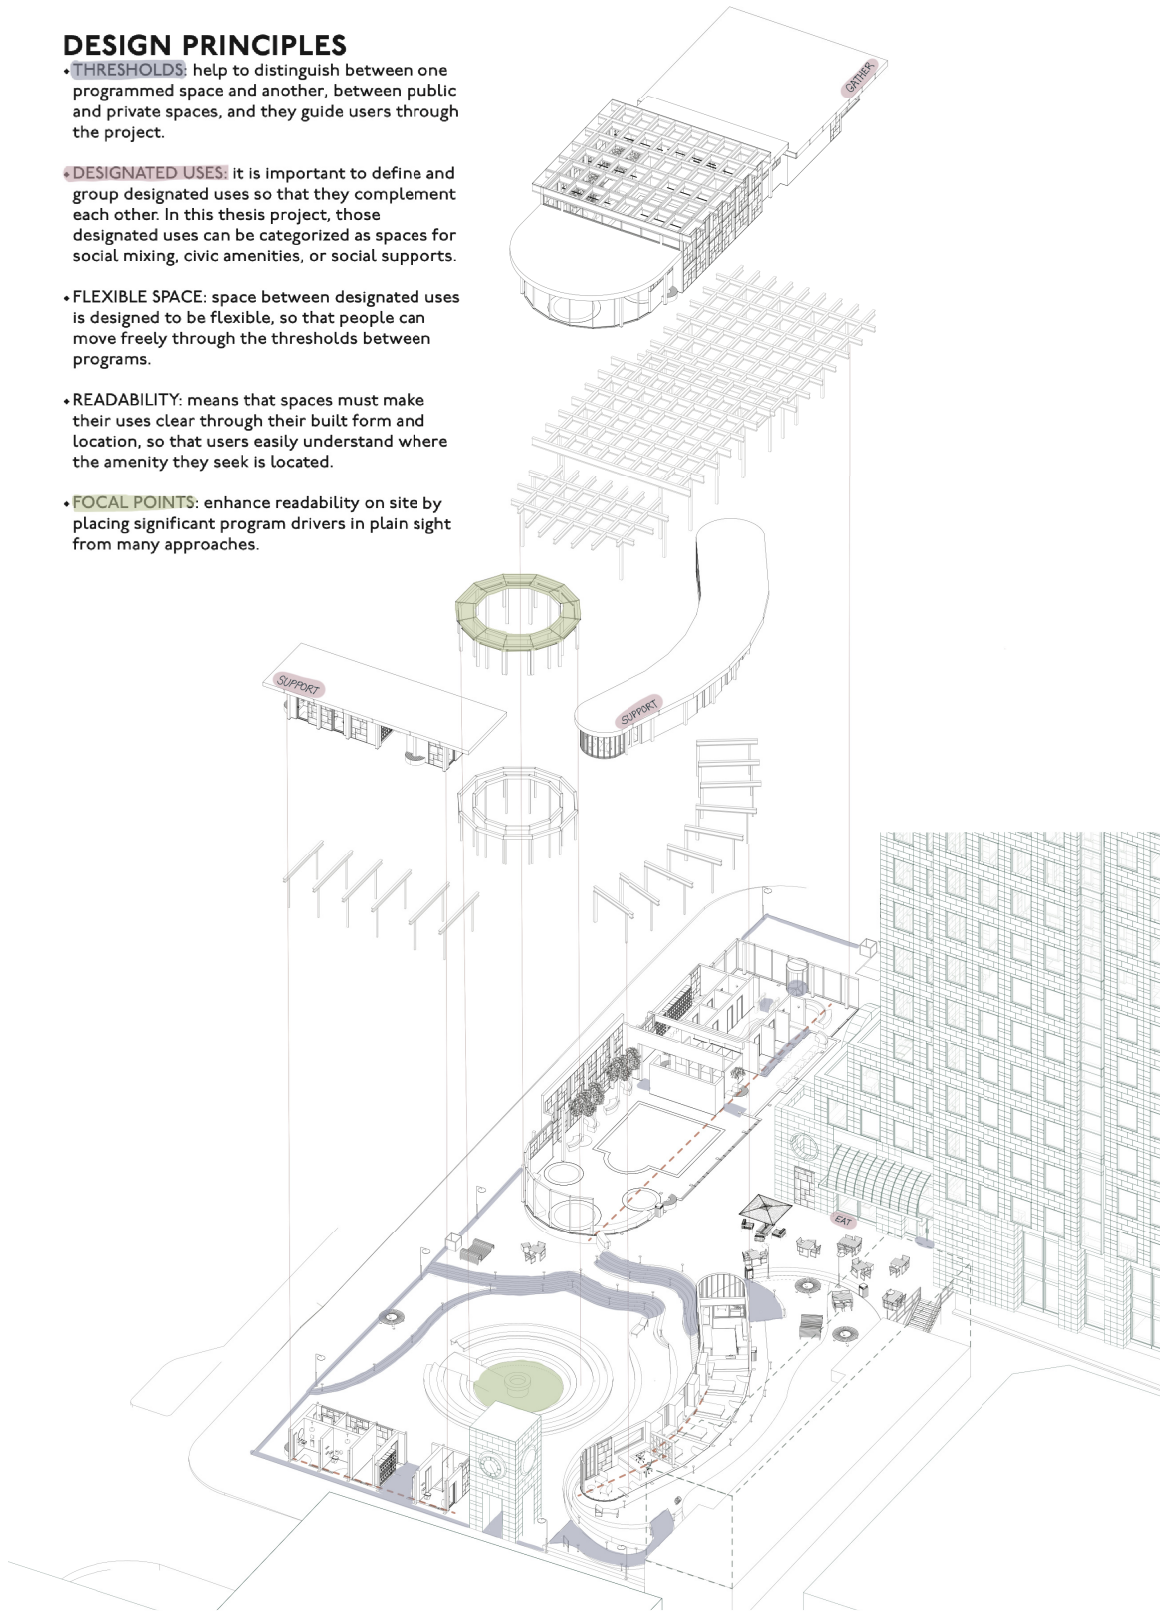 DESIGN PRINCIPLES
• THRESHOLDS: help to distinguish between one
programmed space and another, between public
and private spaces, and they guide users through
the project.
• DESIGNATED USES: it is important to define and
group designated uses so that they complement
each other. In this thesis project, those
designated uses can be categorized as spaces for
social mixing, civic amenities, or social supports.
• FLEXIBLE SPACE: space between designated uses
is designed to be flexible, so that people can
move freely through the thresholds between
programs.
• READABILITY: means that spaces must make
their uses clear through their built form and
location, so that users easily understand where
the amenity they seek is located.
• FOCAL POINTS: enhance readability on site by
placing significant program drivers in plain sight
from many approaches.
GATHER
SUPPORT
SUPPORT
EAT